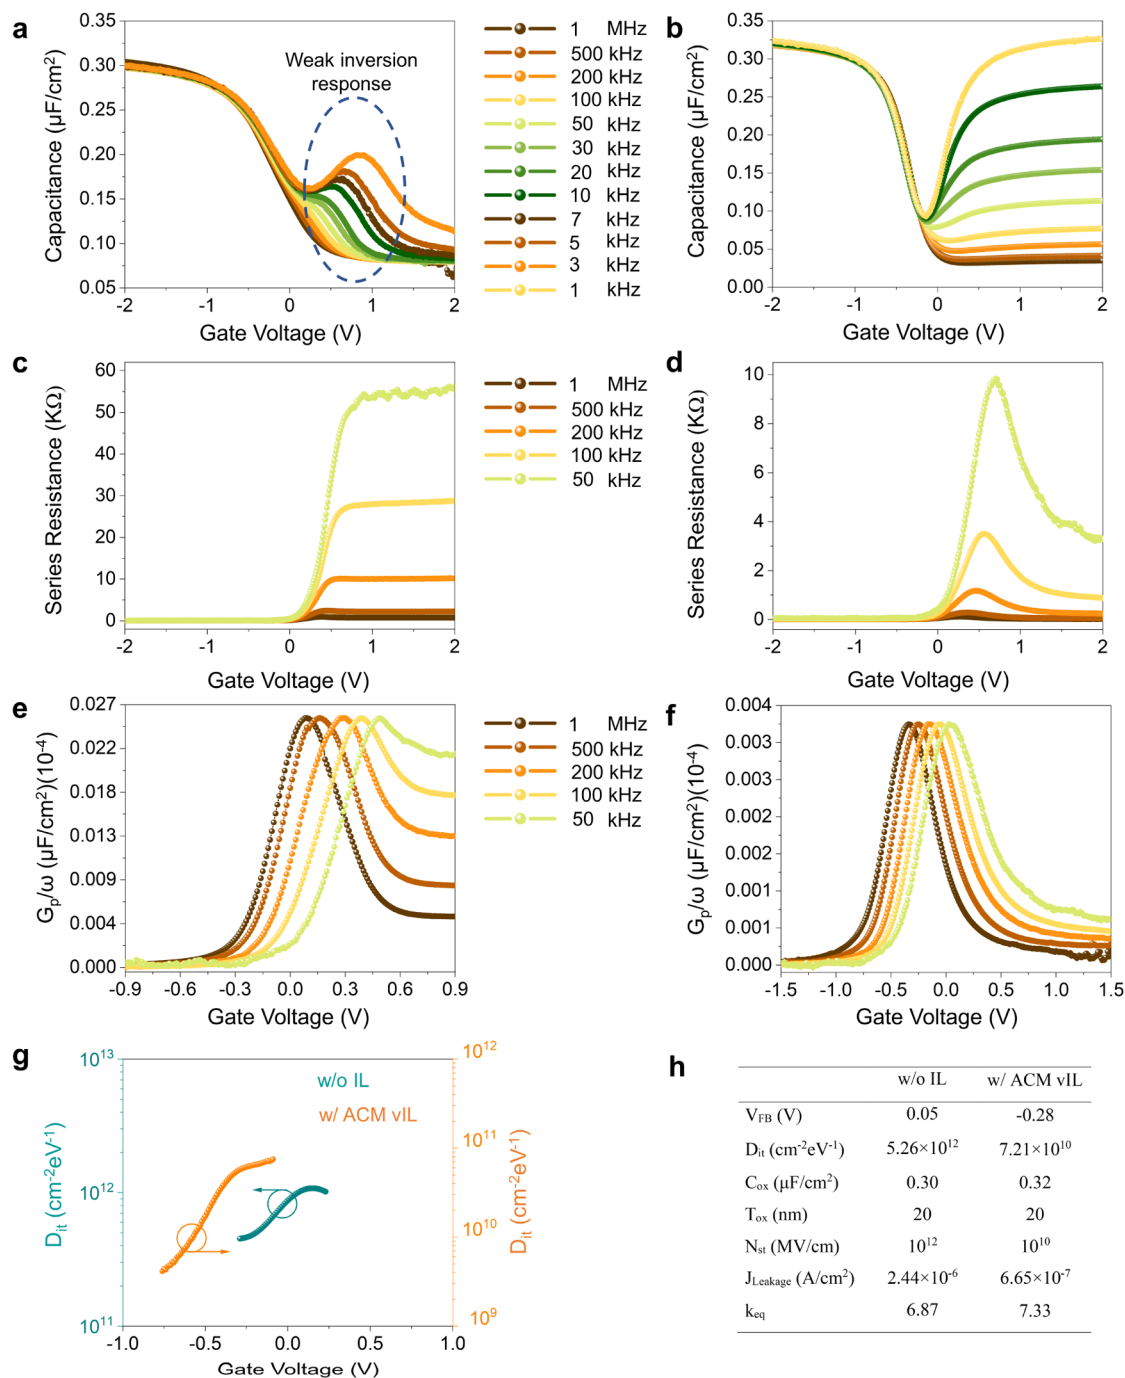 a
0.35
0.30
0.25
0.20
0.15
0.10
0.05
-2
-1
0
1
2
Capacitance (µF/cm²)
Gate Voltage (V)
Weak inversion
response
1 MHz
500 kHz
200 kHz
100 kHz
50 kHz
30 kHz
20 kHz
10 kHz
7 kHz
5 kHz
3 kHz
1 kHz
b
0.35
0.30
0.25
0.20
0.15
0.10
0.05
0.00
-2
-1
0
1
2
Capacitance (µF/cm²)
Gate Voltage (V)
c
60
50
40
30
20
10
0
-2
-1
0
1
2
Series Resistance (KΩ)
Gate Voltage (V)
1 MHz
500 kHz
200 kHz
100 kHz
50 kHz
d
10
8
6
4
2
0
-2
-1
0
1
2
Series Resistance (KΩ)
Gate Voltage (V)
e
0.027
0.022
0.018
0.013
0.009
0.004
0.000
-0.9
-0.6
-0.3
0.0
0.3
0.6
0.9
Gp/ω (µF/cm²)(10⁻⁴)
Gate Voltage (V)
1 MHz
500 kHz
200 kHz
100 kHz
50 kHz
f
0.004
0.003
0.003
0.002
0.001
0.001
0.000
-1.5
-1.0
-0.5
0.0
0.5
1.0
1.5
Gp/ω (µF/cm²)(10⁻⁴)
Gate Voltage (V)
g
10¹³
10¹²
10¹¹
10¹²
10¹¹
10¹⁰
10⁹
-1.0
-0.5
0.0
0.5
1.0
Dit (cm⁻²eV⁻¹)
Dit (cm⁻²eV⁻¹)
Gate Voltage (V)
w/o IL
w/ ACM vIL
h
w/o IL w/ ACM vIL
VFB (V) 0.05 -0.28
Dit (cm⁻²eV⁻¹) 5.26×10¹² 7.21×10¹⁰
Cox (µF/cm²) 0.30 0.32
Tox (nm) 20 20
Nst (MV/cm) 10¹² 10¹⁰
JLeakage (A/cm²) 2.44×10⁻⁶ 6.65×10⁻⁷
keq 6.87 7.33